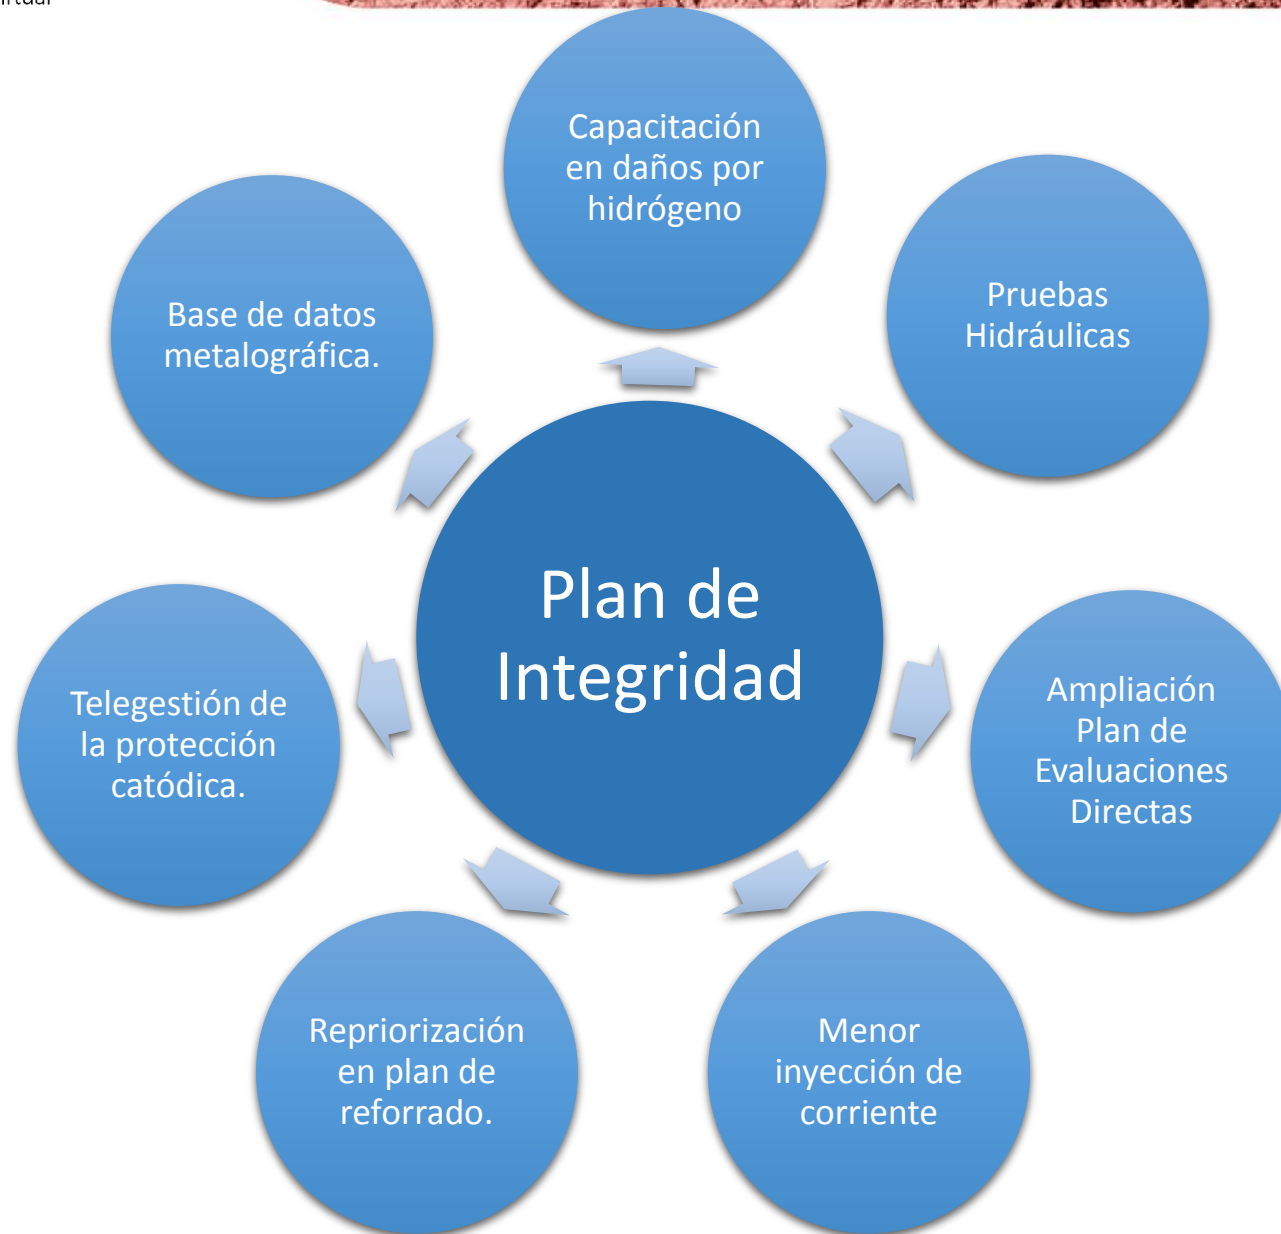 Capacitación
en daños por
hidrógeno
Pruebas
Hidráulicas
Base de datos
metalográfica.
Plan de
Integridad
Ampliación
Plan de
Evaluaciones
Directas
Telegestión de
la protección
catódica.
Repriorización
en plan de
reforrado.
Menor
inyección de
corriente